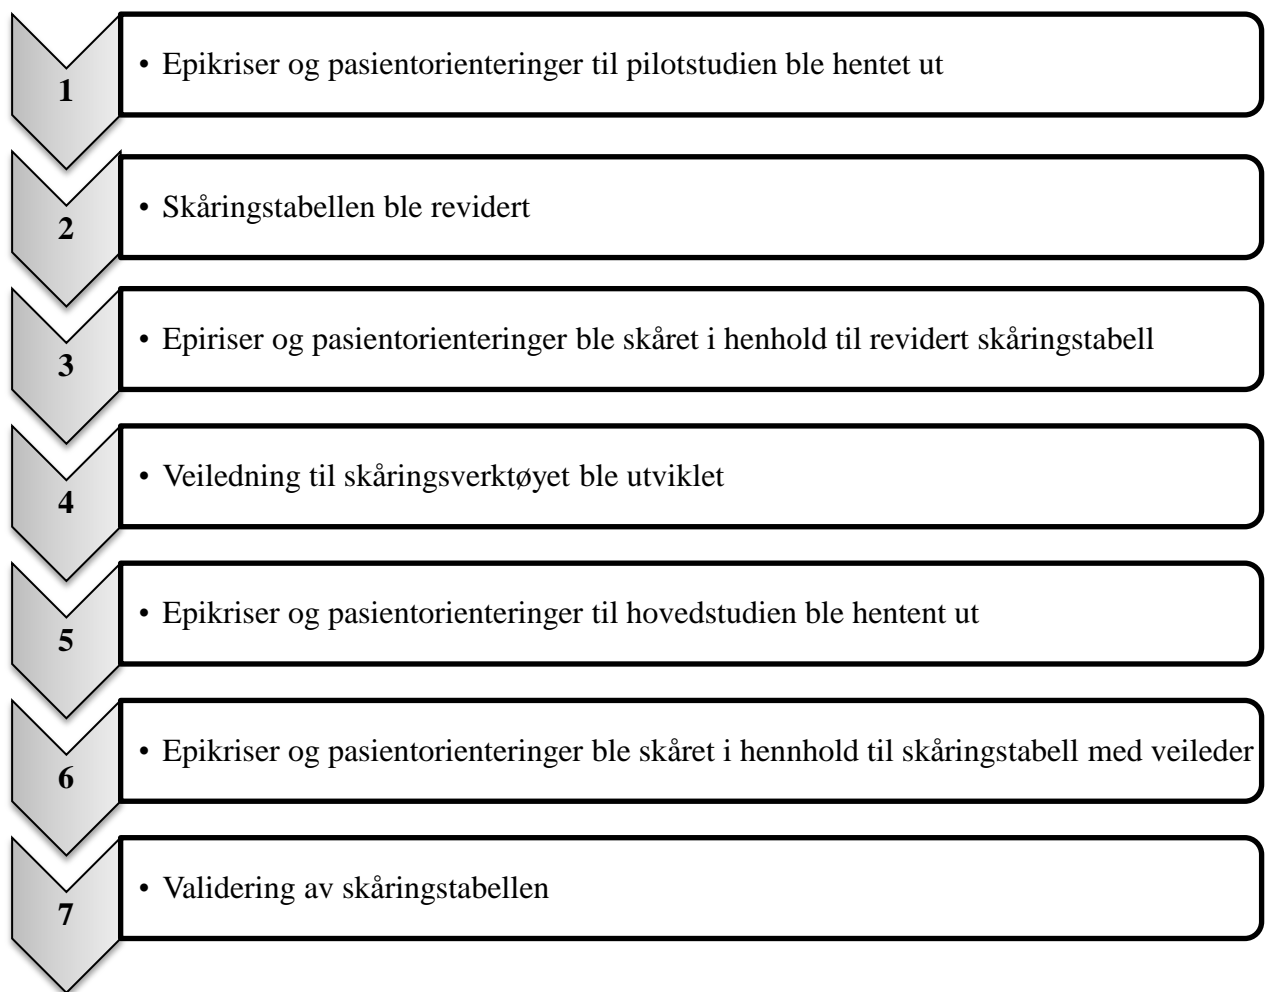 1
• Epikriser og pasientorienteringer til pilotstudien ble hentet ut
2
• Skåringstabellen ble revidert
3
• Epiriser og pasientorienteringer ble skåret i henhold til revidert skåringstabell
4
• Veiledning til skåringsverktøyet ble utviklet
5
• Epikriser og pasientorienteringer til hovedstudien ble hentent ut
6
• Epikriser og pasientorienteringer ble skåret i hennhold til skåringstabell med veileder
7
• Validering av skåringstabellen